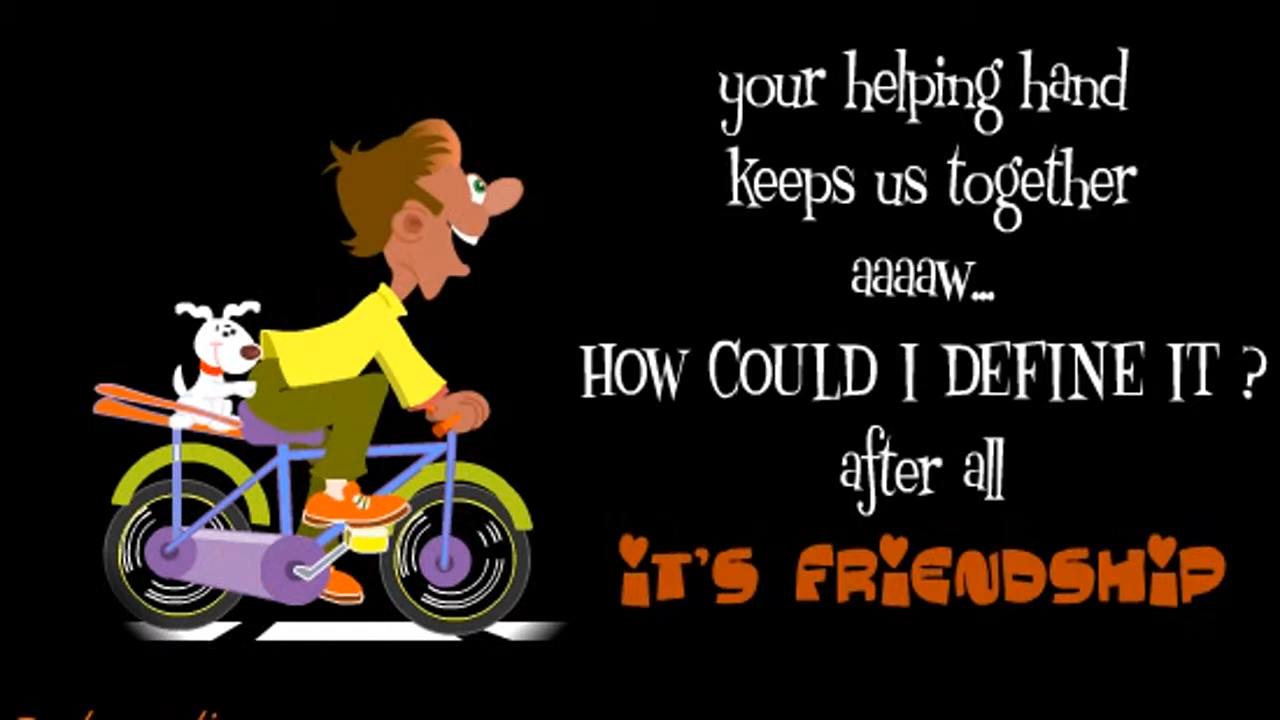 your helping hand
keeps us together
aaaaw...
HOW COULD I DEFINE IT ?
after all
iT'S FRiENDSHiP